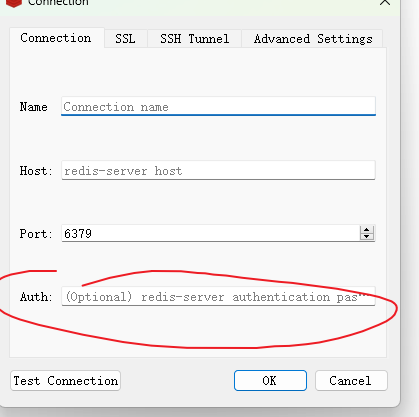 Connection
Connection SSL SSH Tunnel Advanced Settings
Name Connection name
Host: redis-server host
Port: 6379
Auth: (Optional) redis-server authentication pas…
Test Connection OK Cancel